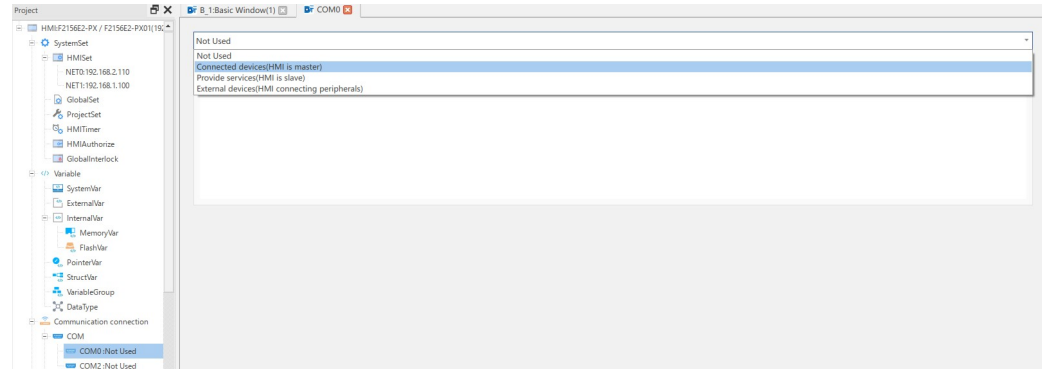 Project
HMI:F2156E2-PX / F2156E2-PX01(192
SystemSet
HMISet
NET0:192.168.2.110
NET1:192.168.1.100
GlobalSet
ProjectSet
HMITimer
HMIAuthorize
GlobalInterlock
Variable
SystemVar
ExternalVar
InternalVar
MemoryVar
FlashVar
PointerVar
StructVar
VariableGroup
DataType
Communication connection
COM
COM0 :Not Used
COM2 :Not Used
B_1:Basic Window(1)
COM0
Not Used
Not Used
Connected devices(HMI is master)
Provide services(HMI is slave)
External devices(HMI connecting peripherals)